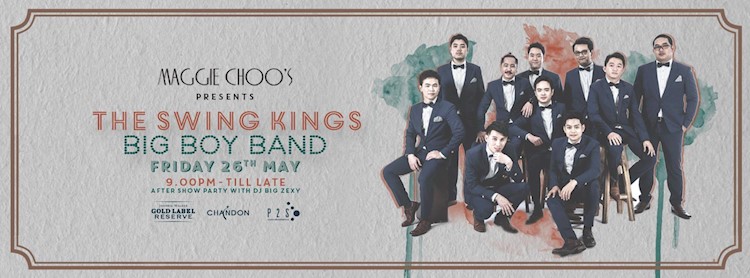 MAGGIE CHOO'S
PRESENTS
THE SWING KINGS
BIG BOY BAND
FRIDAY 26TH MAY
9.00PM - TILL LATE
AFTER SHOW PARTY WITH DJ BIG ZEXY
GOLD LABEL
RESERVE
CHANDON
P2S